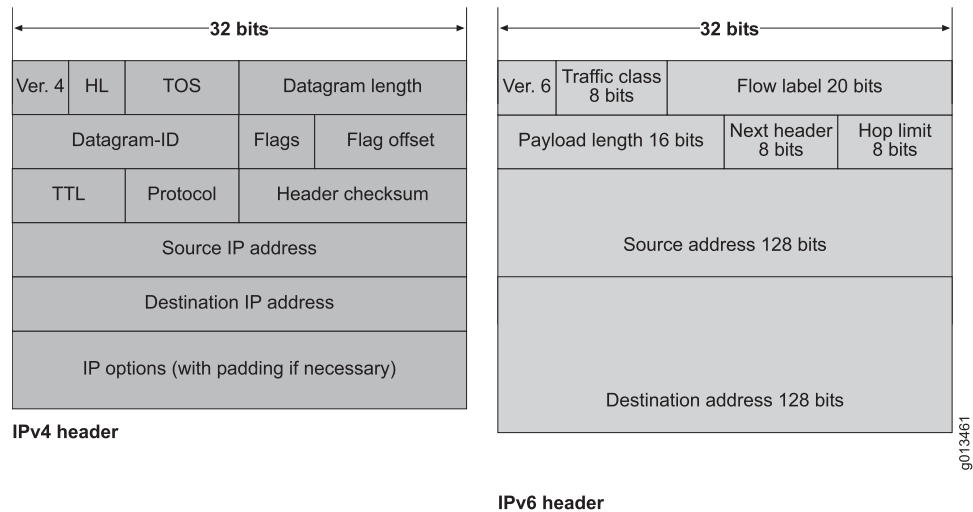 32 bits
Ver. 4 HL TOS Datagram length
Datagram-ID Flags Flag offset
TTL Protocol Header checksum
Source IP address
Destination IP address
IP options (with padding if necessary)
IPv4 header
32 bits
Ver. 6 Traffic class
8 bits Flow label 20 bits
Payload length 16 bits Next header
8 bits Hop limit
8 bits
Source address 128 bits
Destination address 128 bits
IPv6 header
g013461